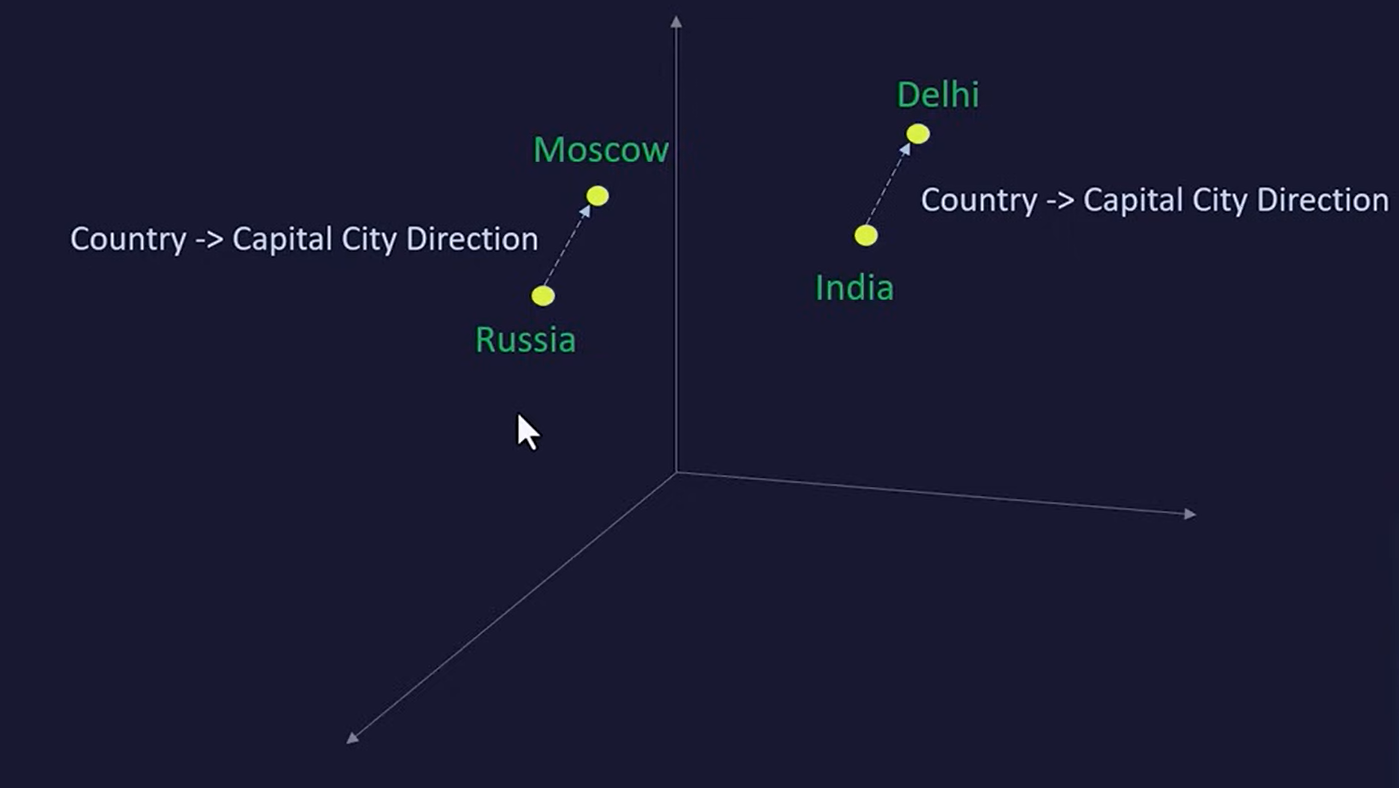 Delhi
Moscow
Country -> Capital City Direction
Country -> Capital City Direction
India
Russia